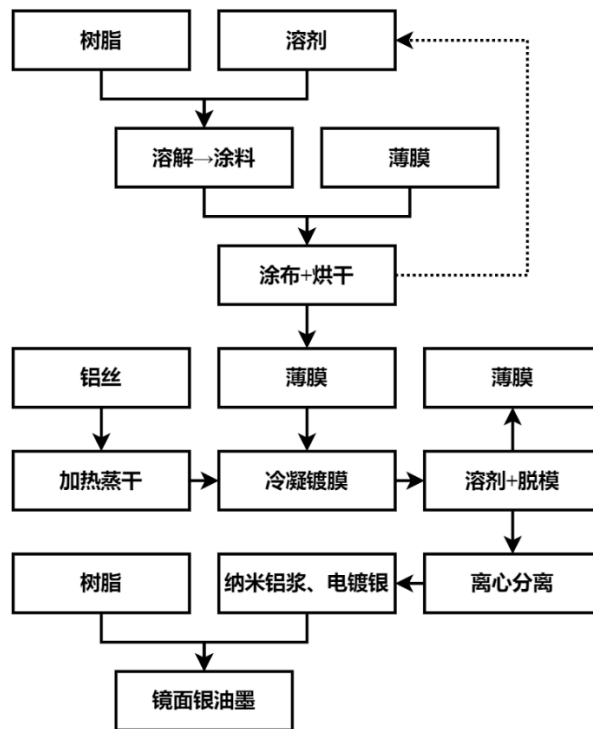 树脂
溶剂
溶解→涂料
薄膜
涂布+烘干
铝丝
薄膜
薄膜
加热蒸干
冷凝镀膜
溶剂+脱模
树脂
纳米铝浆、电镀银
离心分离
镜面银油墨